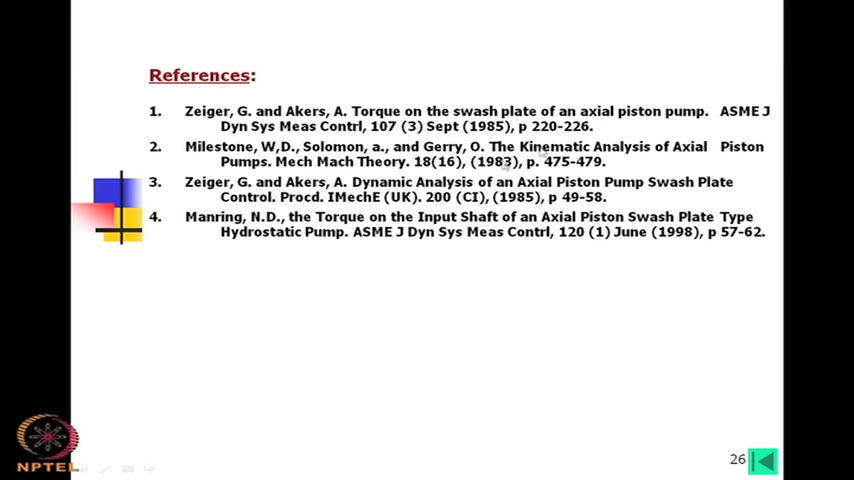 References:
1. Zeiger, G. and Akers, A. Torque on the swash plate of an axial piston pump. ASME J
Dyn Sys Meas Contrl, 107 (3) Sept (1985), p 220-226.
2. Milestone, W,D., Solomon, a., and Gerry, O. The Kinematic Analysis of Axial Piston
Pumps. Mech Mach Theory. 18(16), (1983), p. 475-479.
3. Zeiger, G. and Akers, A. Dynamic Analysis of an Axial Piston Pump Swash Plate
Control. Procd. IMechE (UK). 200 (CI), (1985), p 49-58.
4. Manring, N.D., the Torque on the Input Shaft of an Axial Piston Swash Plate Type
Hydrostatic Pump. ASME J Dyn Sys Meas Contrl, 120 (1) June (1998), p 57-62.
NPTEL
26